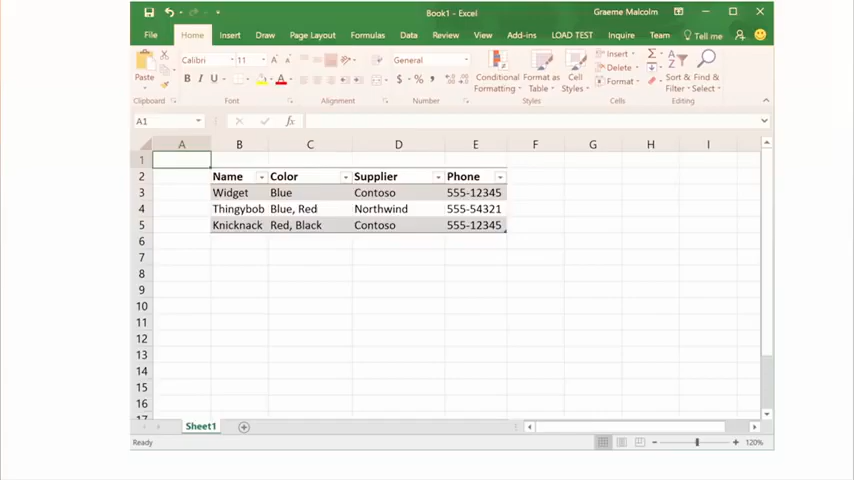 Book1 - Excel
Graeme Malcolm
File Home Insert Draw Page Layout Formulas Data Review View Add-ins LOAD TEST Inquire Team Tell me
Calibri 11 General Insert Σ
Paste B I U A $ % , Conditional Format as Cell Delete Sort & Find &
Formatting Table Styles Format Filter Select
Clipboard Font Alignment Number Styles Cells Editing
A1 fx
A B C D E F G H I
1
2 Name Color Supplier Phone
3 Widget Blue Contoso 555-12345
4 Thingybob Blue, Red Northwind 555-54321
5 Knicknack Red, Black Contoso 555-12345
6
7
8
9
10
11
12
13
14
15
16
17
Sheet1
Ready 120%